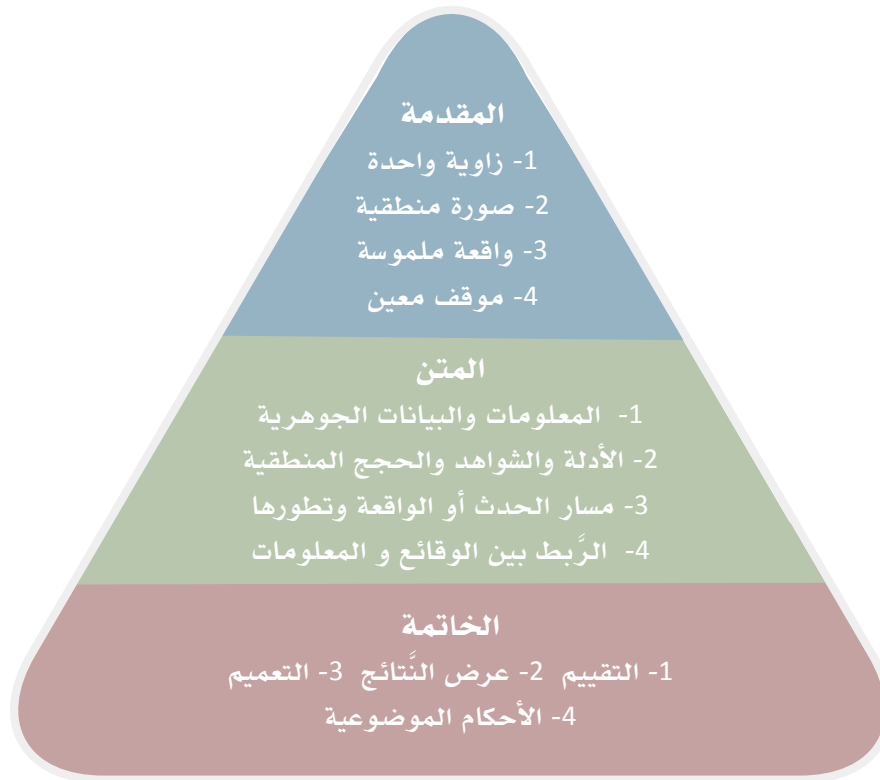 المقدمة
1- زاوية واحدة
2- صورة منطقية
3- واقعة ملموسة
4- موقف معين
المتن
1- المعلومات والبيانات الجوهرية
2- الأدلة والشواهد والحجج المنطقية
3- مسار الحدث أو الواقعة وتطورها
4- الرَّبط بين الوقائع و المعلومات
الخاتمة
1- التقييم 2- عرض النَّتائج 3- التعميم
4- الأحكام الموضوعية